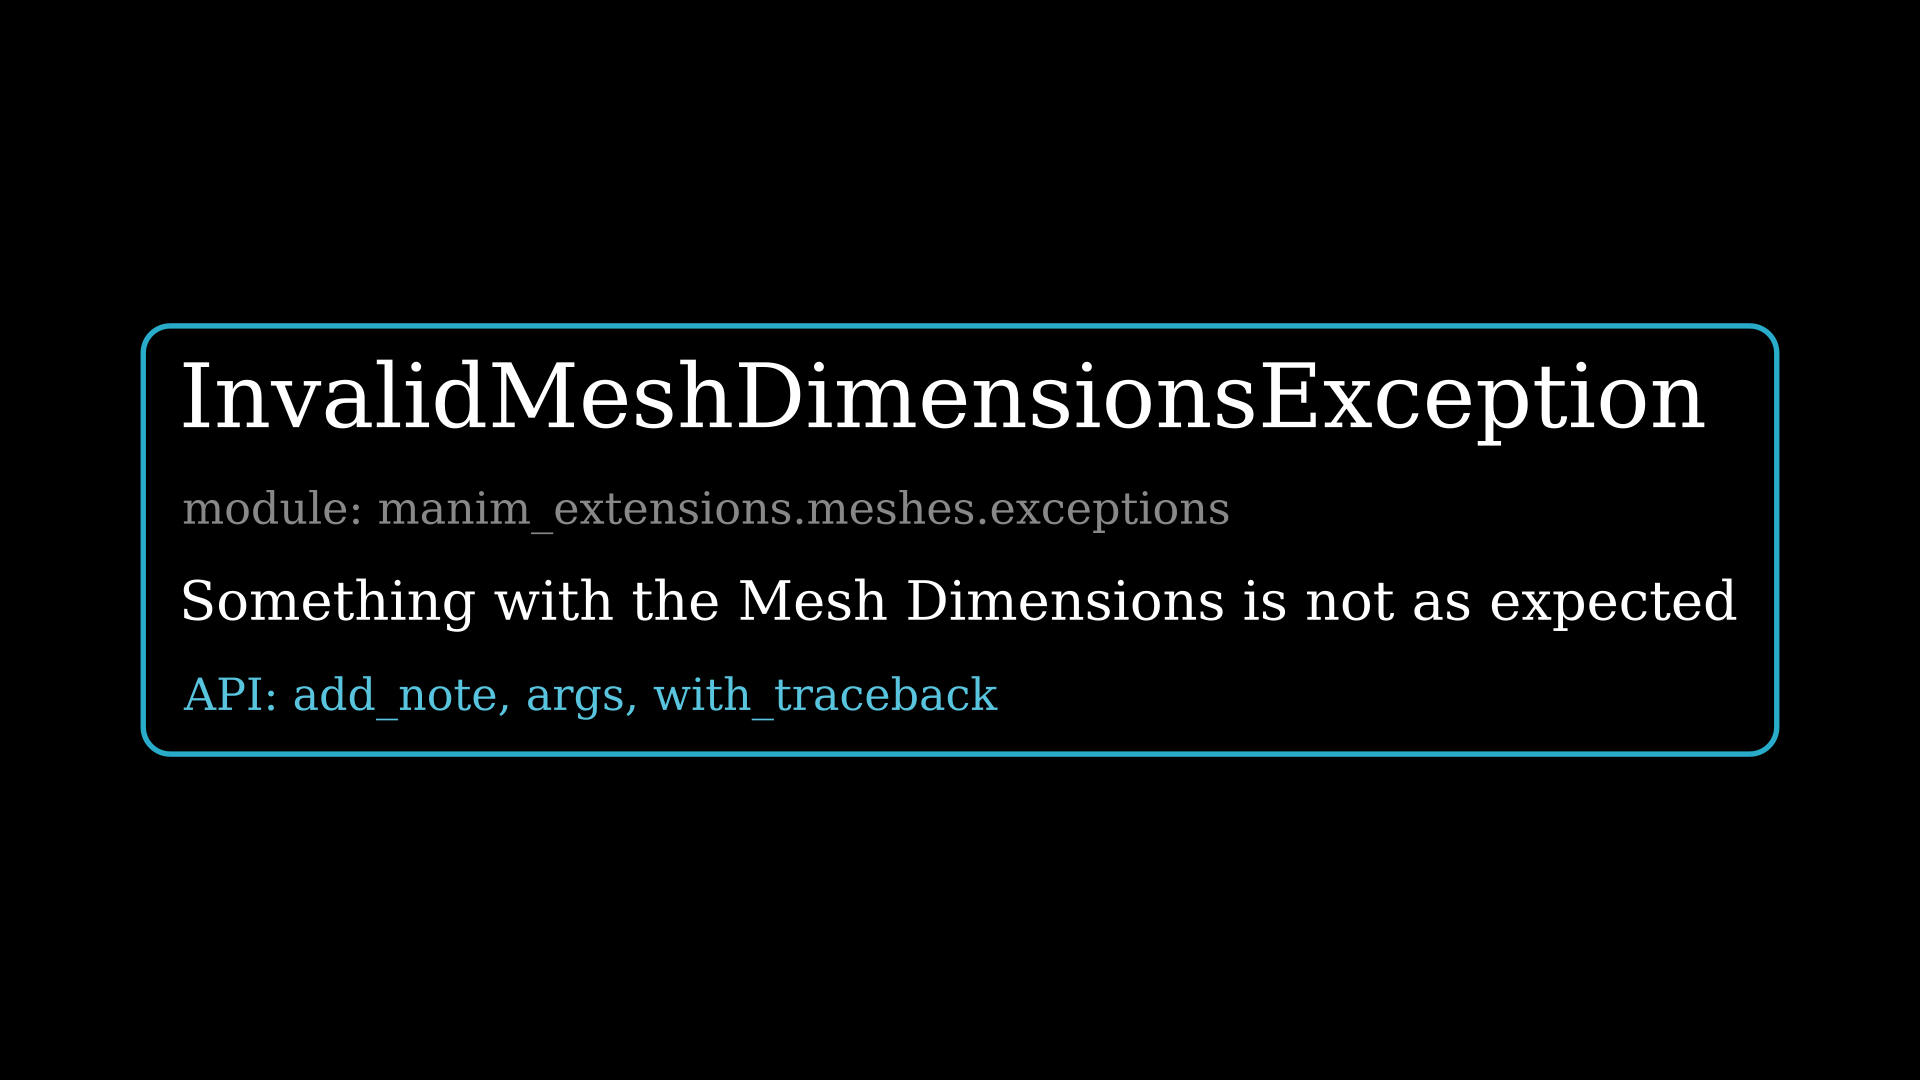 InvalidMeshDimensionsException
module: manim_extensions.meshes.exceptions
Something with the Mesh Dimensions is not as expected
API: add_note, args, with_traceback